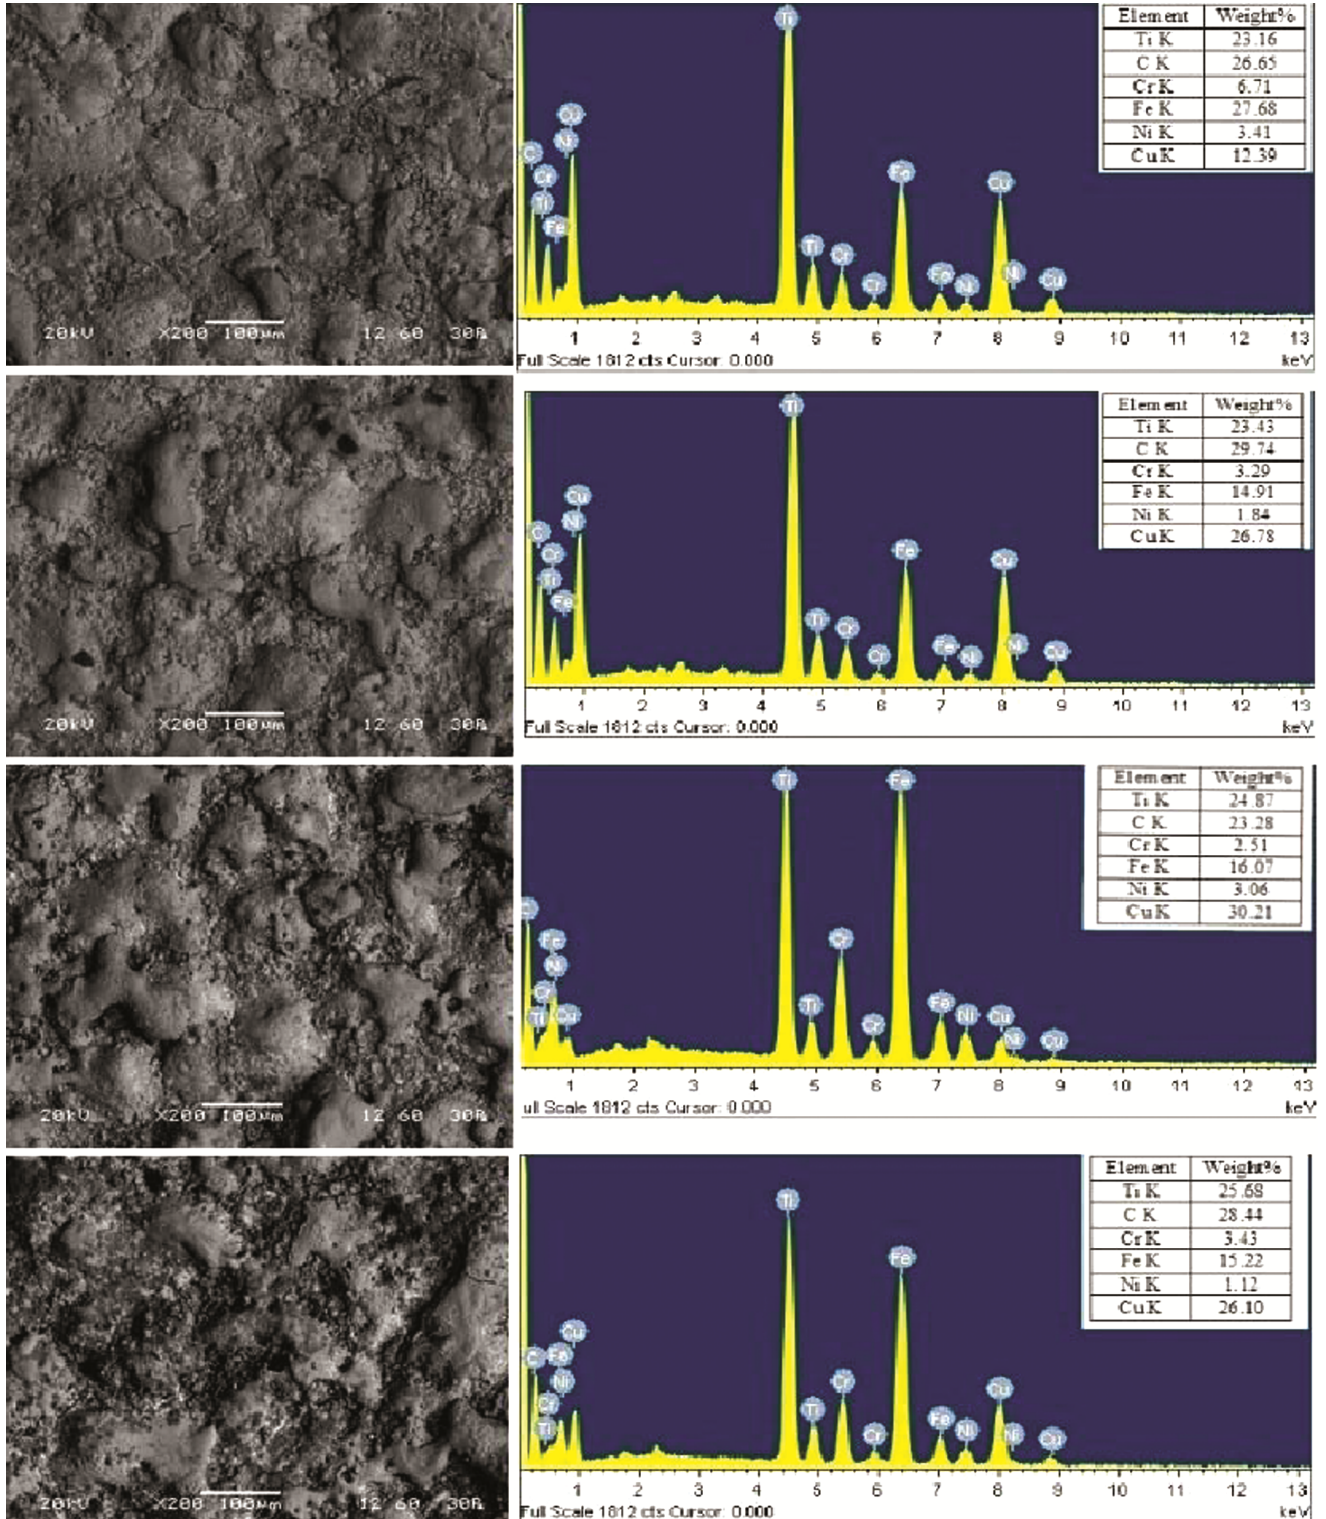 20kV X200 100µm 12 60 30Pa
Ti
Cu
Ni
C
Cr
Ti
Fe
Ti
Cr
Cr
Fe
Fe
Ni
Cu
Ni
Cu
1 2 3 4 5 6 7 8 9 10 11 12 13
Full Scale 1812 cts Cursor: 0.000 keV
Element Weight%
Ti K 23.16
C K 26.65
Cr K 6.71
Fe K 27.68
Ni K 3.41
Cu K 12.39
20kV X200 100µm 12 60 30Pa
Ti
Cu
Ni
C
Cr
Ti
Fe
Ti
Cr
Cr
Fe
Fe
Ni
Cu
Ni
Cu
1 2 3 4 5 6 7 8 9 10 11 12 13
Full Scale 1812 cts Cursor: 0.000 keV
Element Weight%
Ti K 23.43
C K 29.74
Cr K 3.29
Fe K 14.91
Ni K 1.84
Cu K 26.78
20kV X200 100µm 12 60 30Pa
C
Fe
Ni
Cr
Ti
Cu
Ti
Ti
Cr
Cr
Fe
Fe
Ni
Cu
Ni
Cu
1 2 3 4 5 6 7 8 9 10 11 12 13
ull Scale 1812 cts Cursor: 0.000 keV
Element Weight%
Ti K 24.87
C K 23.28
Cr K 2.51
Fe K 16.07
Ni K 3.06
Cu K 30.21
20kV X200 100µm 12 60 30Pa
Cu
Fe
C
Ni
Cr
Ti
Ti
Ti
Cr
Cr
Fe
Fe
Ni
Cu
Ni
Cu
1 2 3 4 5 6 7 8 9 10 11 12 13
Full Scale 1812 cts Cursor: 0.000 keV
Element Weight%
Ti K 25.68
C K 28.44
Cr K 3.43
Fe K 15.22
Ni K 1.12
Cu K 26.10